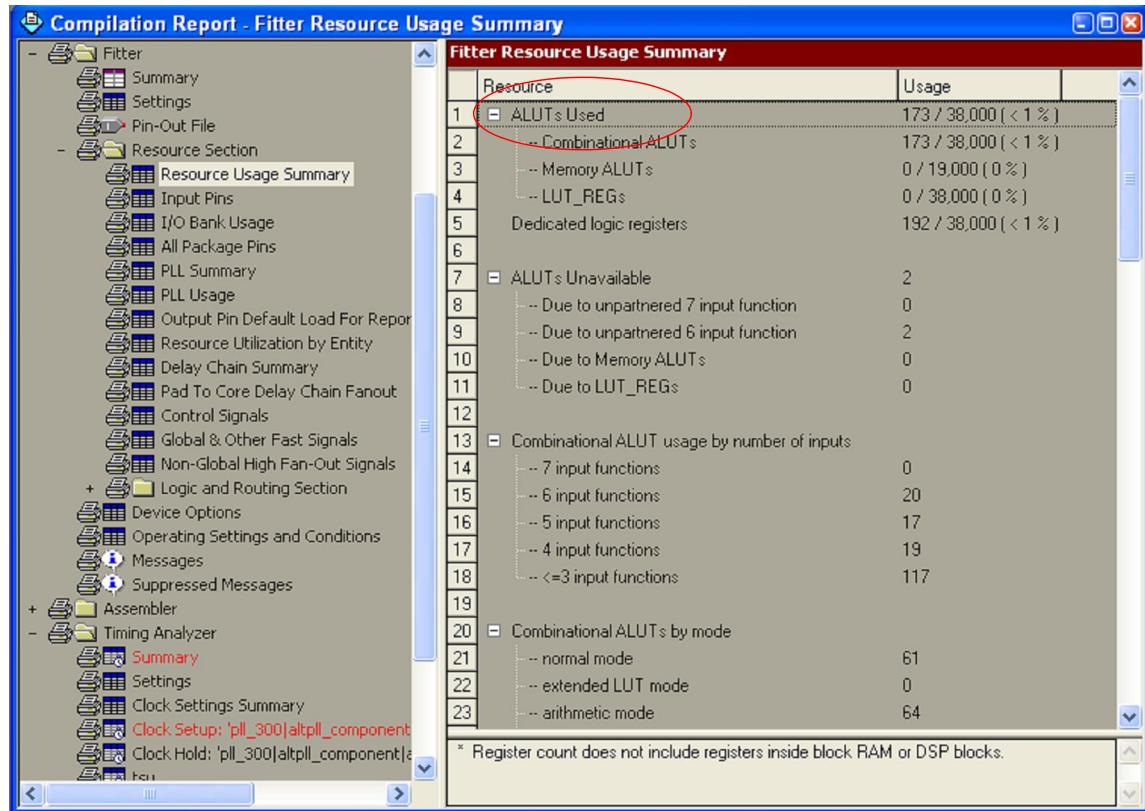 Compilation Report - Fitter Resource Usage Summary
- Fitter
Summary
Settings
Pin-Out File
- Resource Section
Resource Usage Summary
Input Pins
I/O Bank Usage
All Package Pins
PLL Summary
PLL Usage
Output Pin Default Load For Repor
Resource Utilization by Entity
Delay Chain Summary
Pad To Core Delay Chain Fanout
Control Signals
Global & Other Fast Signals
Non-Global High Fan-Out Signals
+ Logic and Routing Section
Device Options
Operating Settings and Conditions
Messages
Suppressed Messages
+ Assembler
- Timing Analyzer
Summary
Settings
Clock Settings Summary
Clock Setup: 'pll_300|altpll_component
Clock Hold: 'pll_300|altpll_component|a
tsu
Fitter Resource Usage Summary
Resource Usage
1 - ALUTs Used 173 / 38,000 ( < 1 % )
2 -- Combinational ALUTs 173 / 38,000 ( < 1 % )
3 -- Memory ALUTs 0 / 19,000 ( 0 % )
4 -- LUT_REGs 0 / 38,000 ( 0 % )
5 Dedicated logic registers 192 / 38,000 ( < 1 % )
6
7 - ALUTs Unavailable 2
8 -- Due to unpartnered 7 input function 0
9 -- Due to unpartnered 6 input function 2
10 -- Due to Memory ALUTs 0
11 -- Due to LUT_REGs 0
12
13 - Combinational ALUT usage by number of inputs
14 -- 7 input functions 0
15 -- 6 input functions 20
16 -- 5 input functions 17
17 -- 4 input functions 19
18 -- <=3 input functions 117
19
20 - Combinational ALUTs by mode
21 -- normal mode 61
22 -- extended LUT mode 0
23 -- arithmetic mode 64
* Register count does not include registers inside block RAM or DSP blocks.